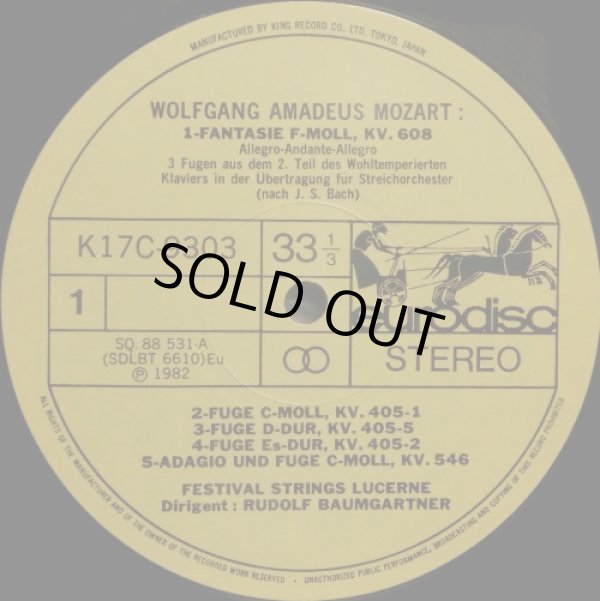 MANUFACTURED BY KING RECORD CO., LTD. TOKYO, JAPAN
WOLFGANG AMADEUS MOZART :
1-FANTASIE F-MOLL, KV. 608
Allegro-Andante-Allegro
3 Fugen aus dem 2. Teil des Wohltemperierten
Klaviers in der Ubertragung fur Streichorchester
(nach J. S. Bach)
K17C-9303
33 1/3
SOLD OUT
1
eurodisc
SQ. 88 531-A
(SDLBT 6610)Eu
Ⓟ 1982
STEREO
2-FUGE C-MOLL, KV. 405-1
3-FUGE D-DUR, KV. 405-5
4-FUGE Es-DUR, KV. 405-2
5-ADAGIO UND FUGE C-MOLL, KV. 546
FESTIVAL STRINGS LUCERNE
Dirigent : RUDOLF BAUMGARTNER
ALL RIGHTS OF THE MANUFACTURER AND OF THE OWNER OF THE RECORDED WORK RESERVED • UNAUTHORIZED PUBLIC PERFORMANCE, BROADCASTING AND COPYING OF THIS RECORD PROHIBITED